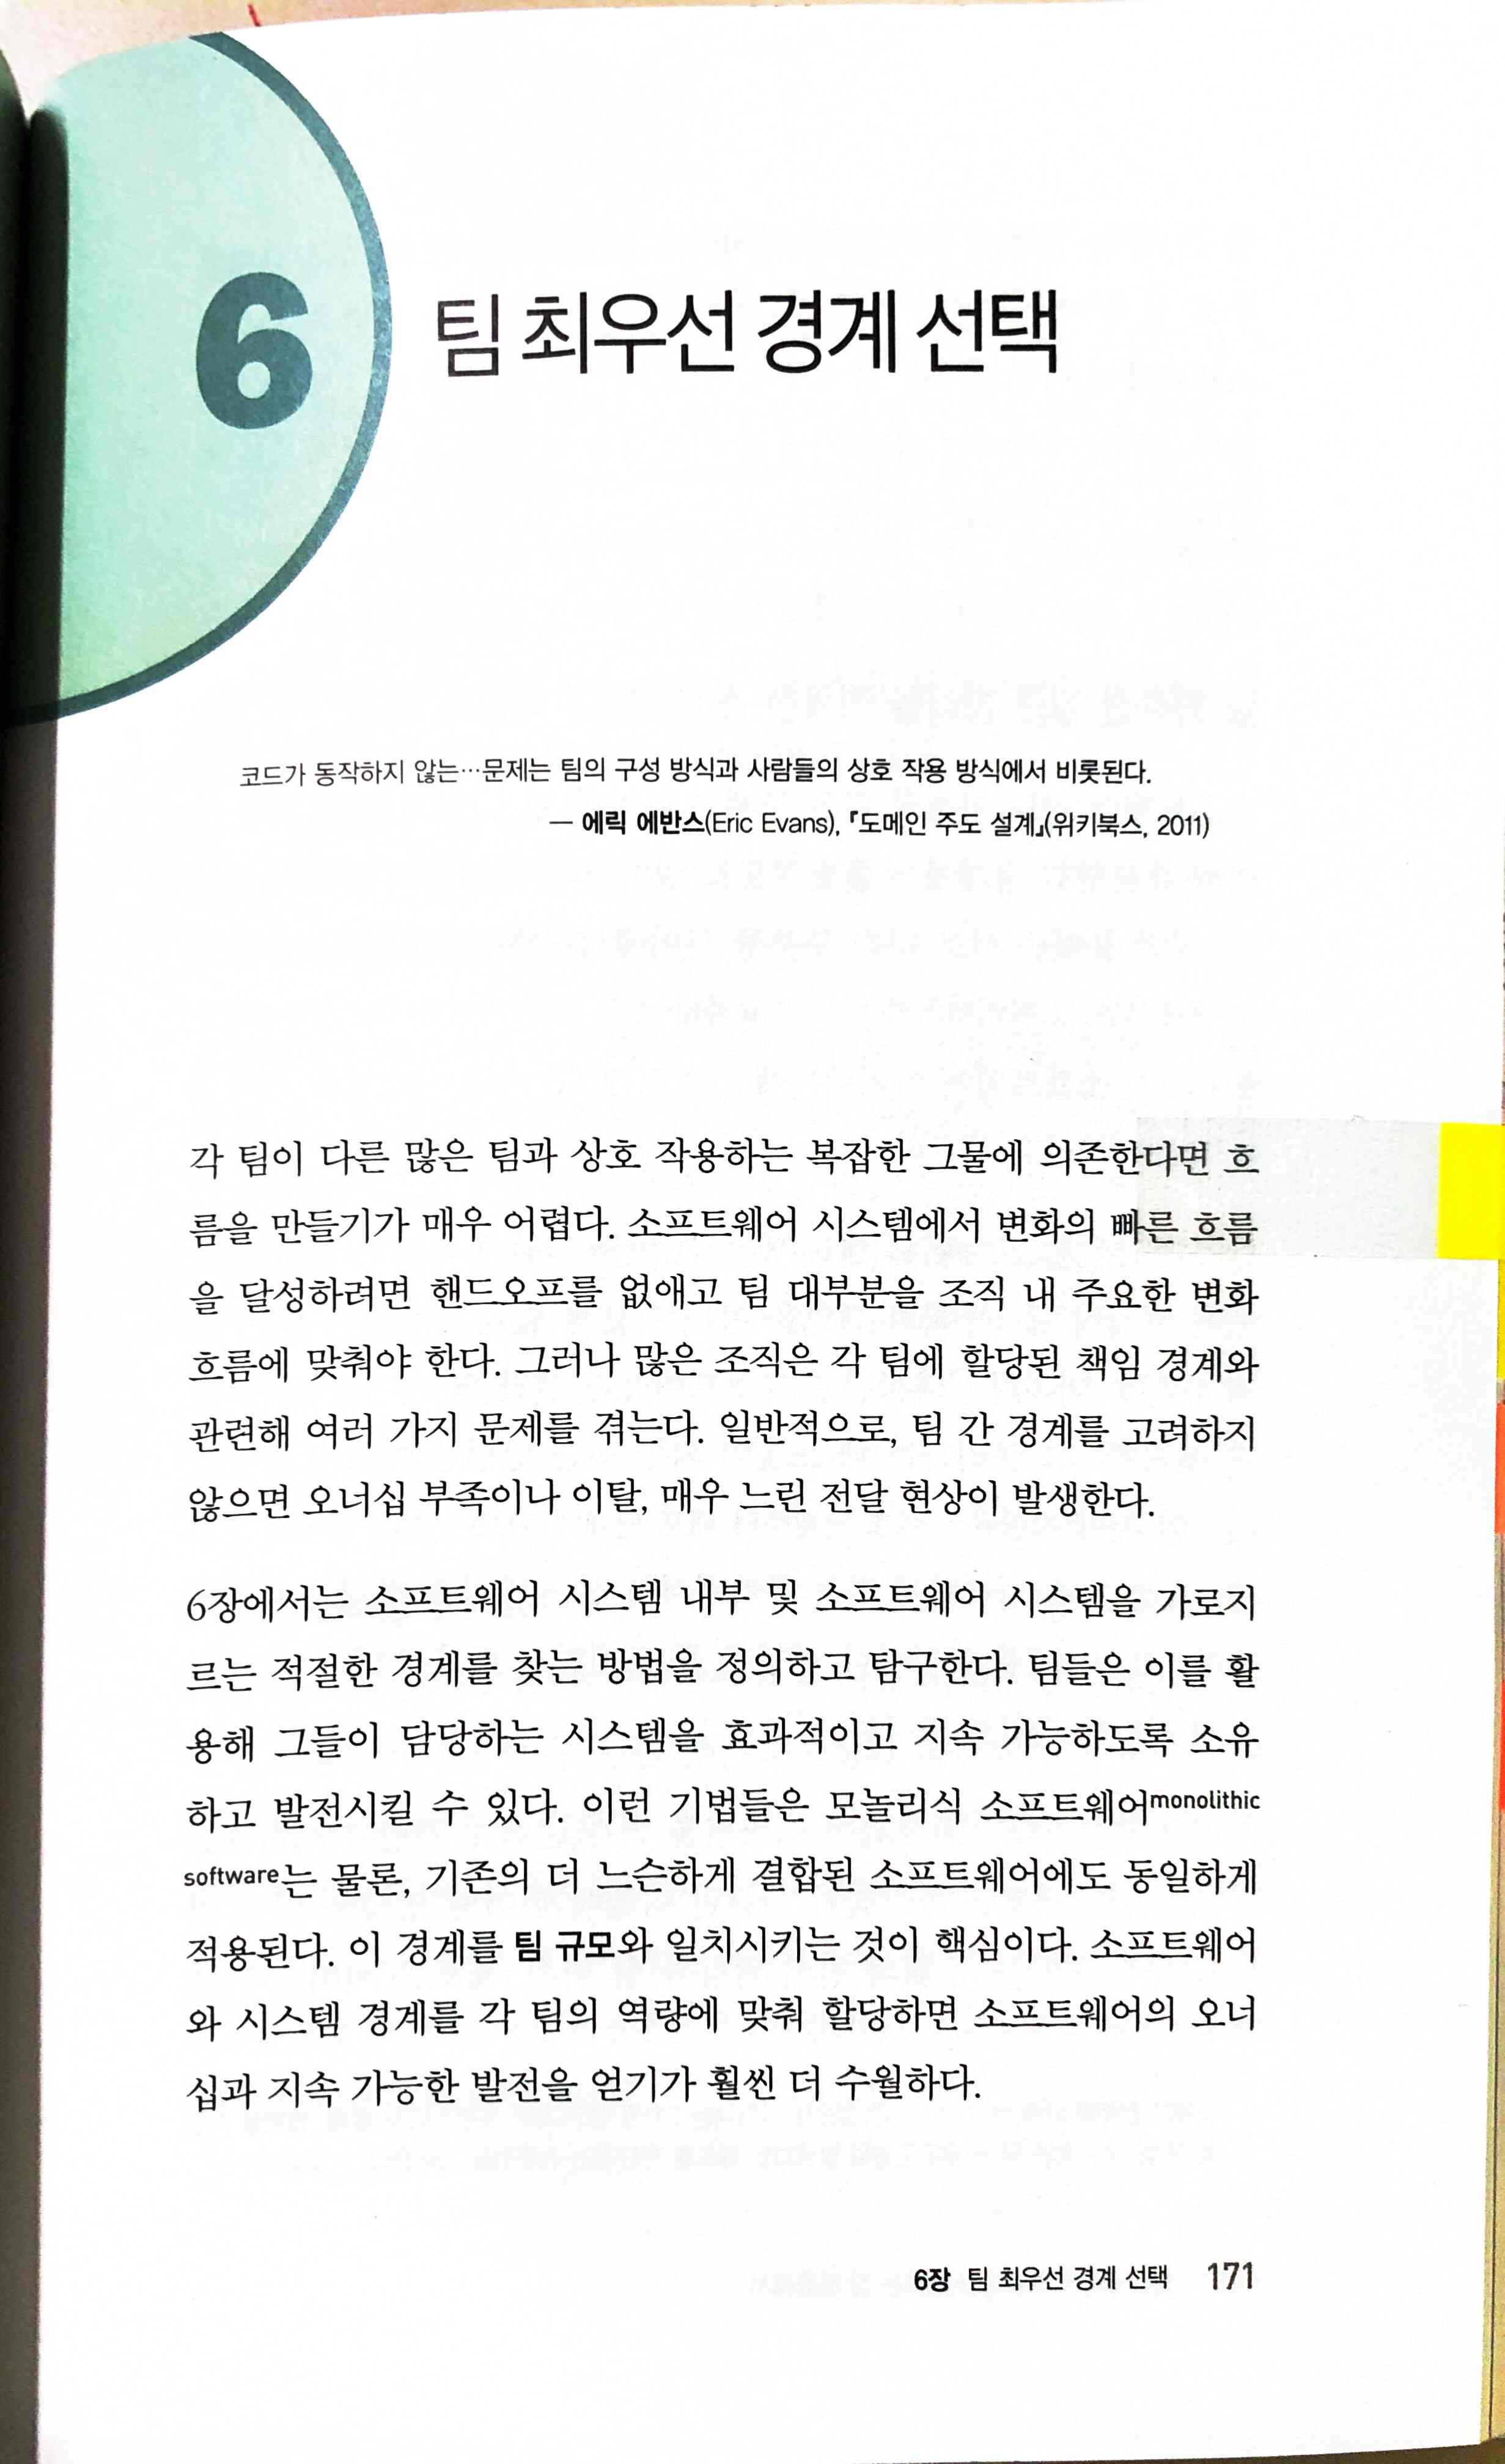 6
팀 최우선 경계 선택
코드가 동작하지 않는…문제는 팀의 구성 방식과 사람들의 상호 작용 방식에서 비롯된다.
— 에릭 에반스(Eric Evans), 『도메인 주도 설계』(위키북스, 2011)
각 팀이 다른 많은 팀과 상호 작용하는 복잡한 그물에 의존한다면 흐
름을 만들기가 매우 어렵다. 소프트웨어 시스템에서 변화의 빠른 흐름
을 달성하려면 핸드오프를 없애고 팀 대부분을 조직 내 주요한 변화
흐름에 맞춰야 한다. 그러나 많은 조직은 각 팀에 할당된 책임 경계와
관련해 여러 가지 문제를 겪는다. 일반적으로, 팀 간 경계를 고려하지
않으면 오너십 부족이나 이탈, 매우 느린 전달 현상이 발생한다.
6장에서는 소프트웨어 시스템 내부 및 소프트웨어 시스템을 가로지
르는 적절한 경계를 찾는 방법을 정의하고 탐구한다. 팀들은 이를 활
용해 그들이 담당하는 시스템을 효과적이고 지속 가능하도록 소유
하고 발전시킬 수 있다. 이런 기법들은 모놀리식 소프트웨어monolithic
software는 물론, 기존의 더 느슨하게 결합된 소프트웨어에도 동일하게
적용된다. 이 경계를 팀 규모와 일치시키는 것이 핵심이다. 소프트웨어
와 시스템 경계를 각 팀의 역량에 맞춰 할당하면 소프트웨어의 오너
십과 지속 가능한 발전을 얻기가 훨씬 더 수월하다.
6장 팀 최우선 경계 선택 171